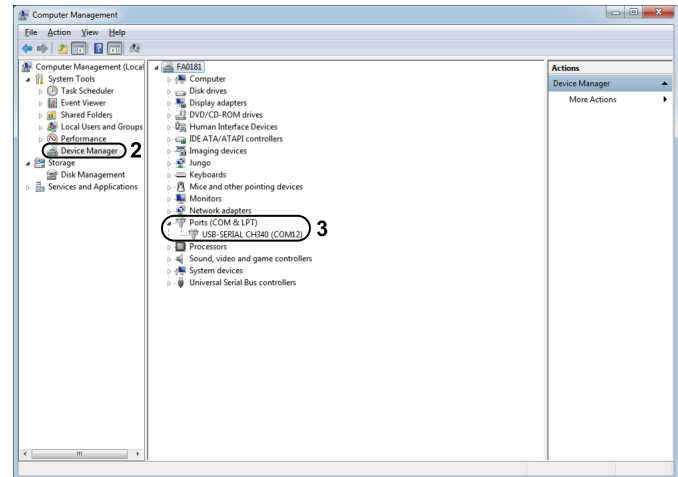 Computer Management
File Action View Help
Computer Management (Local
System Tools
Task Scheduler
Event Viewer
Shared Folders
Local Users and Groups
Performance
Device Manager 2
Storage
Disk Management
Services and Applications
FA0181
Computer
Disk drives
Display adapters
DVD/CD-ROM drives
Human Interface Devices
IDE ATA/ATAPI controllers
Imaging devices
Jungo
Keyboards
Mice and other pointing devices
Monitors
Network adapters
Ports (COM & LPT)
USB-SERIAL CH340 (COM12) 3
Processors
Sound, video and game controllers
System devices
Universal Serial Bus controllers
Actions
Device Manager
More Actions